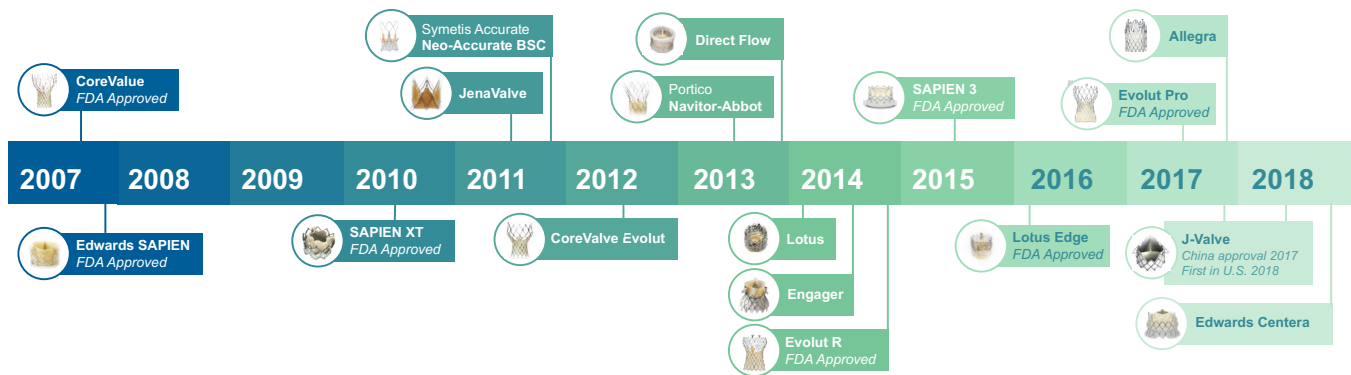 Symetis Accurate
Neo-Accurate BSC
Direct Flow
Allegra
CoreValue
FDA Approved
JenaValve
Portico
Navitor-Abbot
SAPIEN 3
FDA Approved
Evolut Pro
FDA Approved
2007 2008 2009 2010 2011 2012 2013 2014 2015 2016 2017 2018
Edwards SAPIEN
FDA Approved
SAPIEN XT
FDA Approved
CoreValve Evolut
Lotus
Lotus Edge
FDA Approved
J-Valve
China approval 2017
First in U.S. 2018
Engager
Edwards Centera
Evolut R
FDA Approved